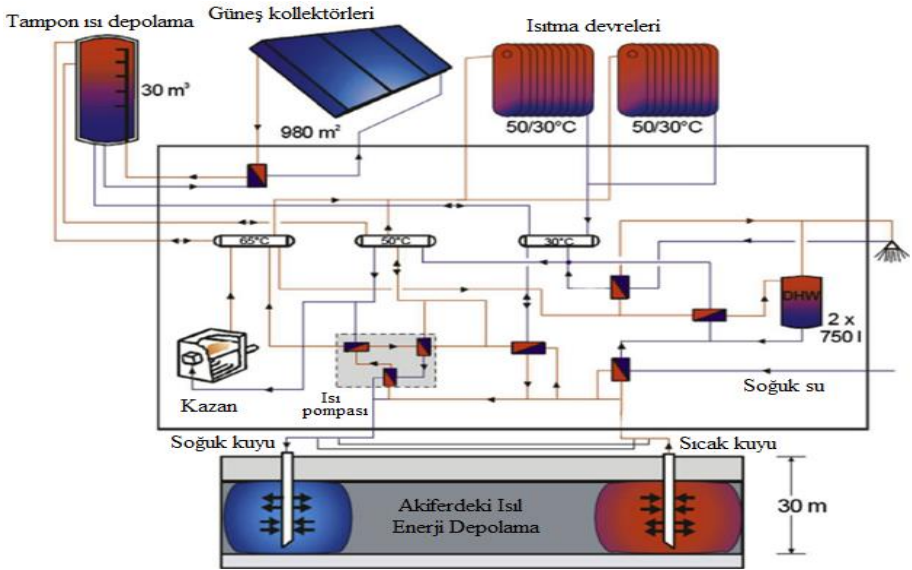 Tampon ısı depolama
Güneş kollektörleri
Isıtma devreleri
30 m³
980 m²
50/30°C
50/30°C
65°C
50°C
30°C
DHW
2 x
750 l
Kazan
Isı
pompası
Soğuk su
Soğuk kuyu
Sıcak kuyu
Akiferdeki Isıl
Enerji Depolama
30 m